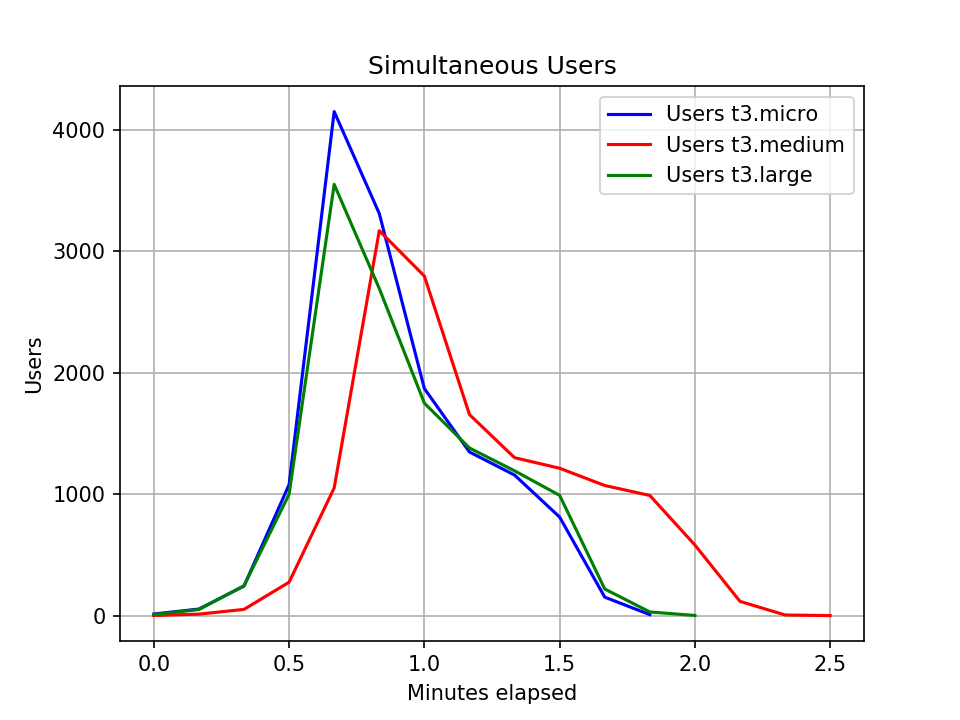 Simultaneous Users
Users t3.micro
Users t3.medium
Users t3.large
4000
3000
2000
1000
0
Users
0.0 0.5 1.0 1.5 2.0 2.5
Minutes elapsed